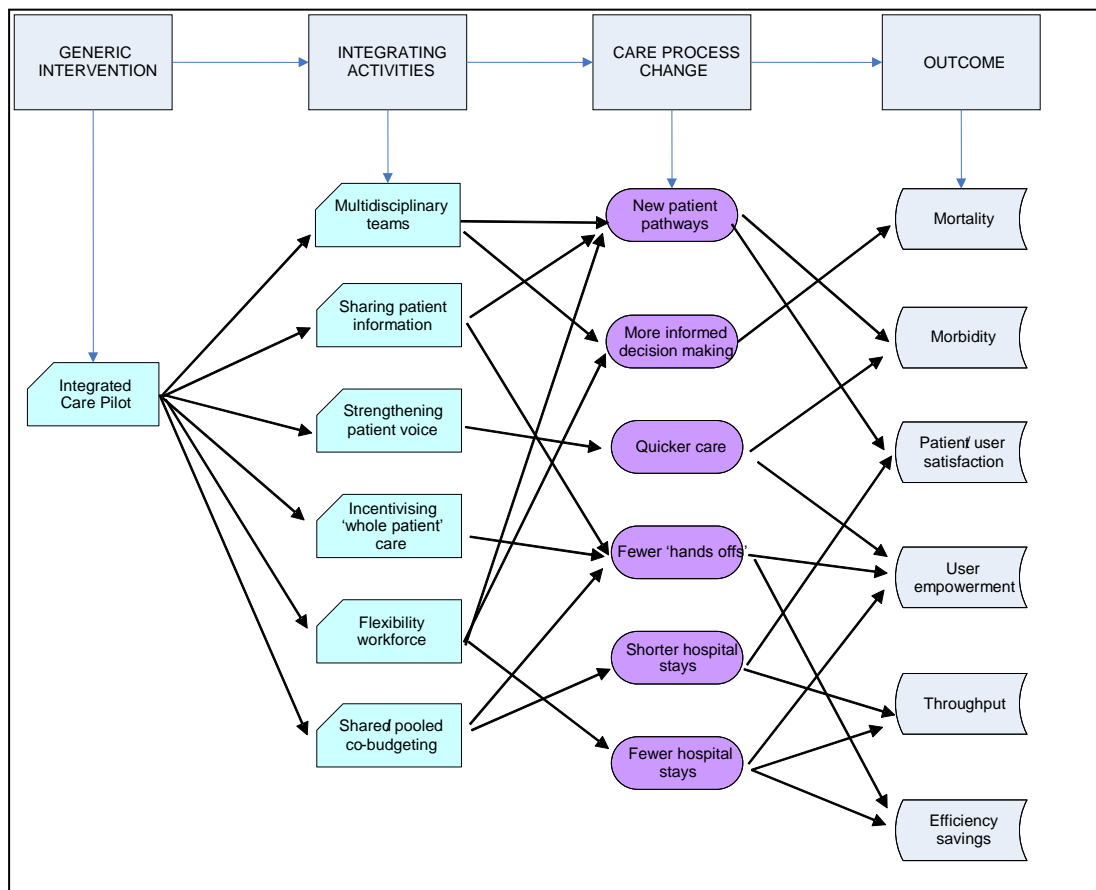 GENERIC
INTERVENTION
INTEGRATING
ACTIVITIES
CARE PROCESS
CHANGE
OUTCOME
Multidisciplinary
teams
New patient
pathways
Mortality
Sharing patient
information
More informed
decision making
Morbidity
Integrated
Care Pilot
Strengthening
patient voice
Quicker care
Patient/ user
satisfaction
Incentivising
‘whole patient’
care
Fewer ‘hands offs’
User
empowerment
Flexibility
workforce
Shorter hospital
stays
Throughput
Shared/ pooled
co-budgeting
Fewer hospital
stays
Efficiency
savings